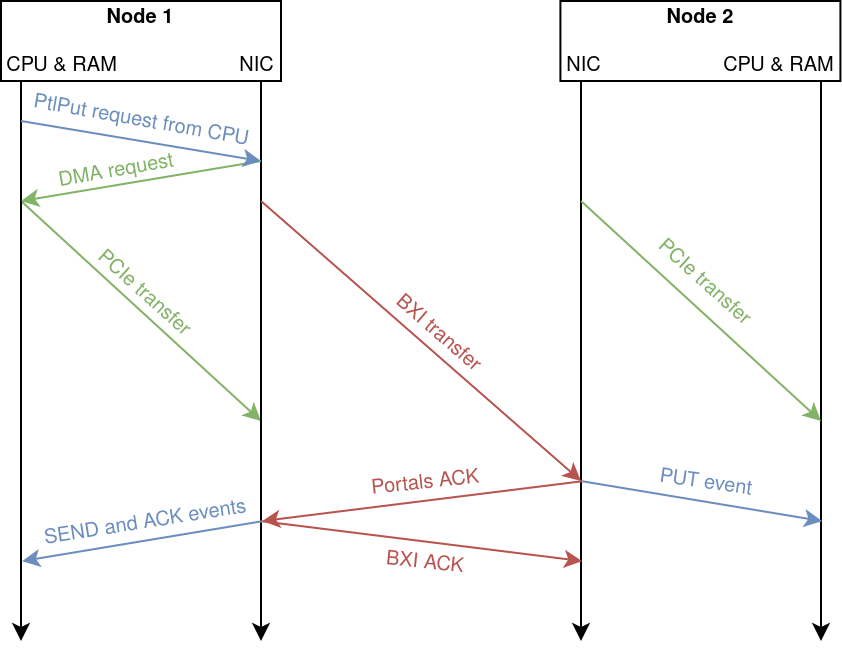 Node 1
Node 2
CPU & RAM
NIC
NIC
CPU & RAM
PtlPut request from CPU
DMA request
PCIe transfer
BXI transfer
PCIe transfer
Portals ACK
PUT event
SEND and ACK events
BXI ACK